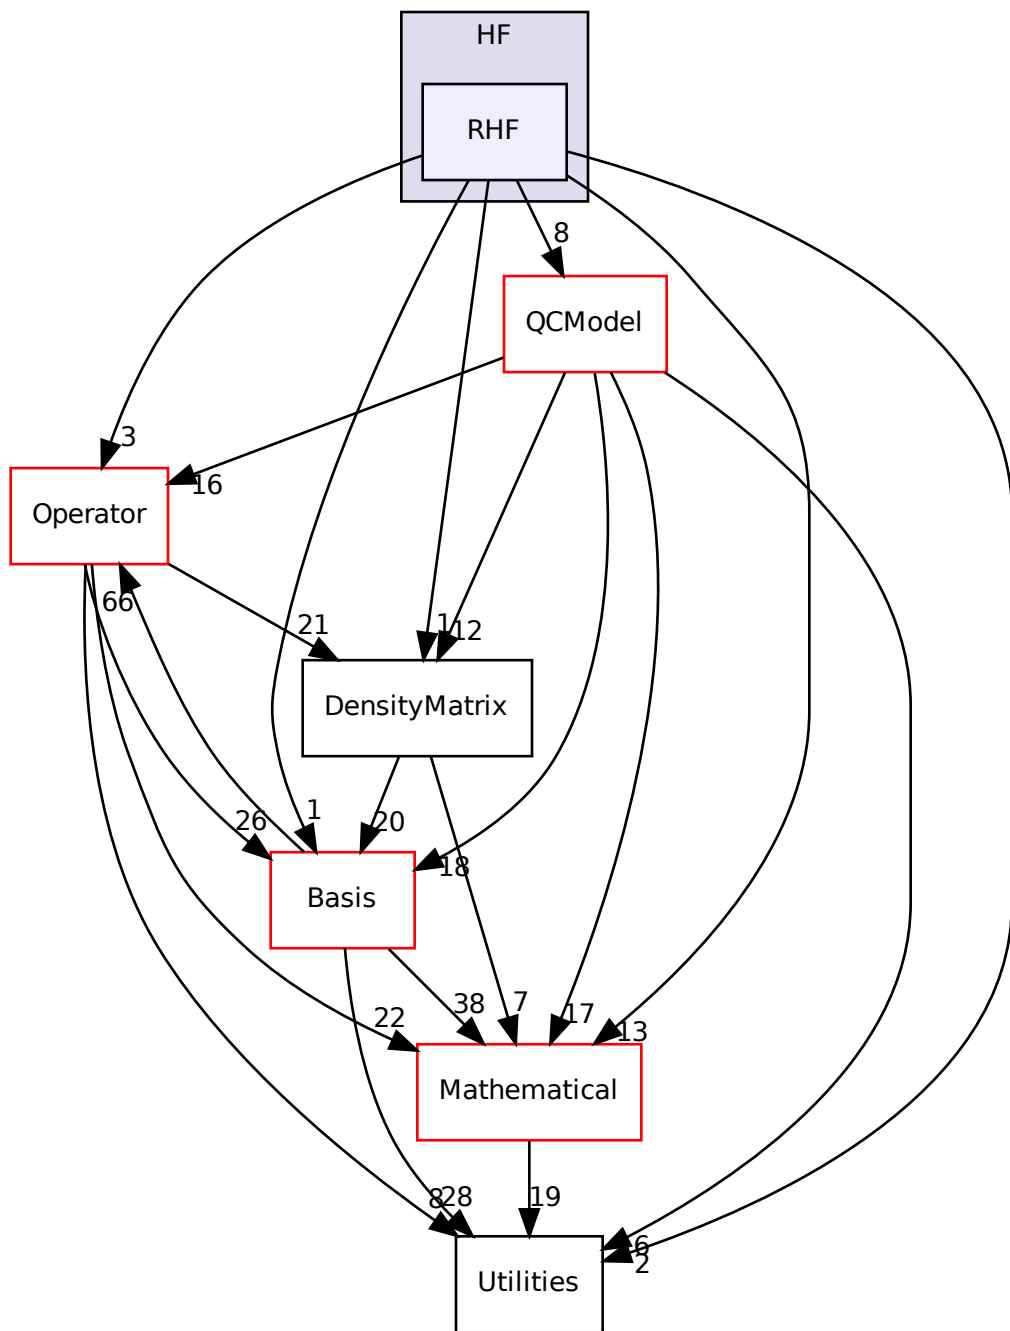 HF
RHF
8
QCModel
3
16
Operator
66
21
1
12
DensityMatrix
26
1
20
18
Basis
38
7
17
22
13
Mathematical
8
28
19
6
2
Utilities